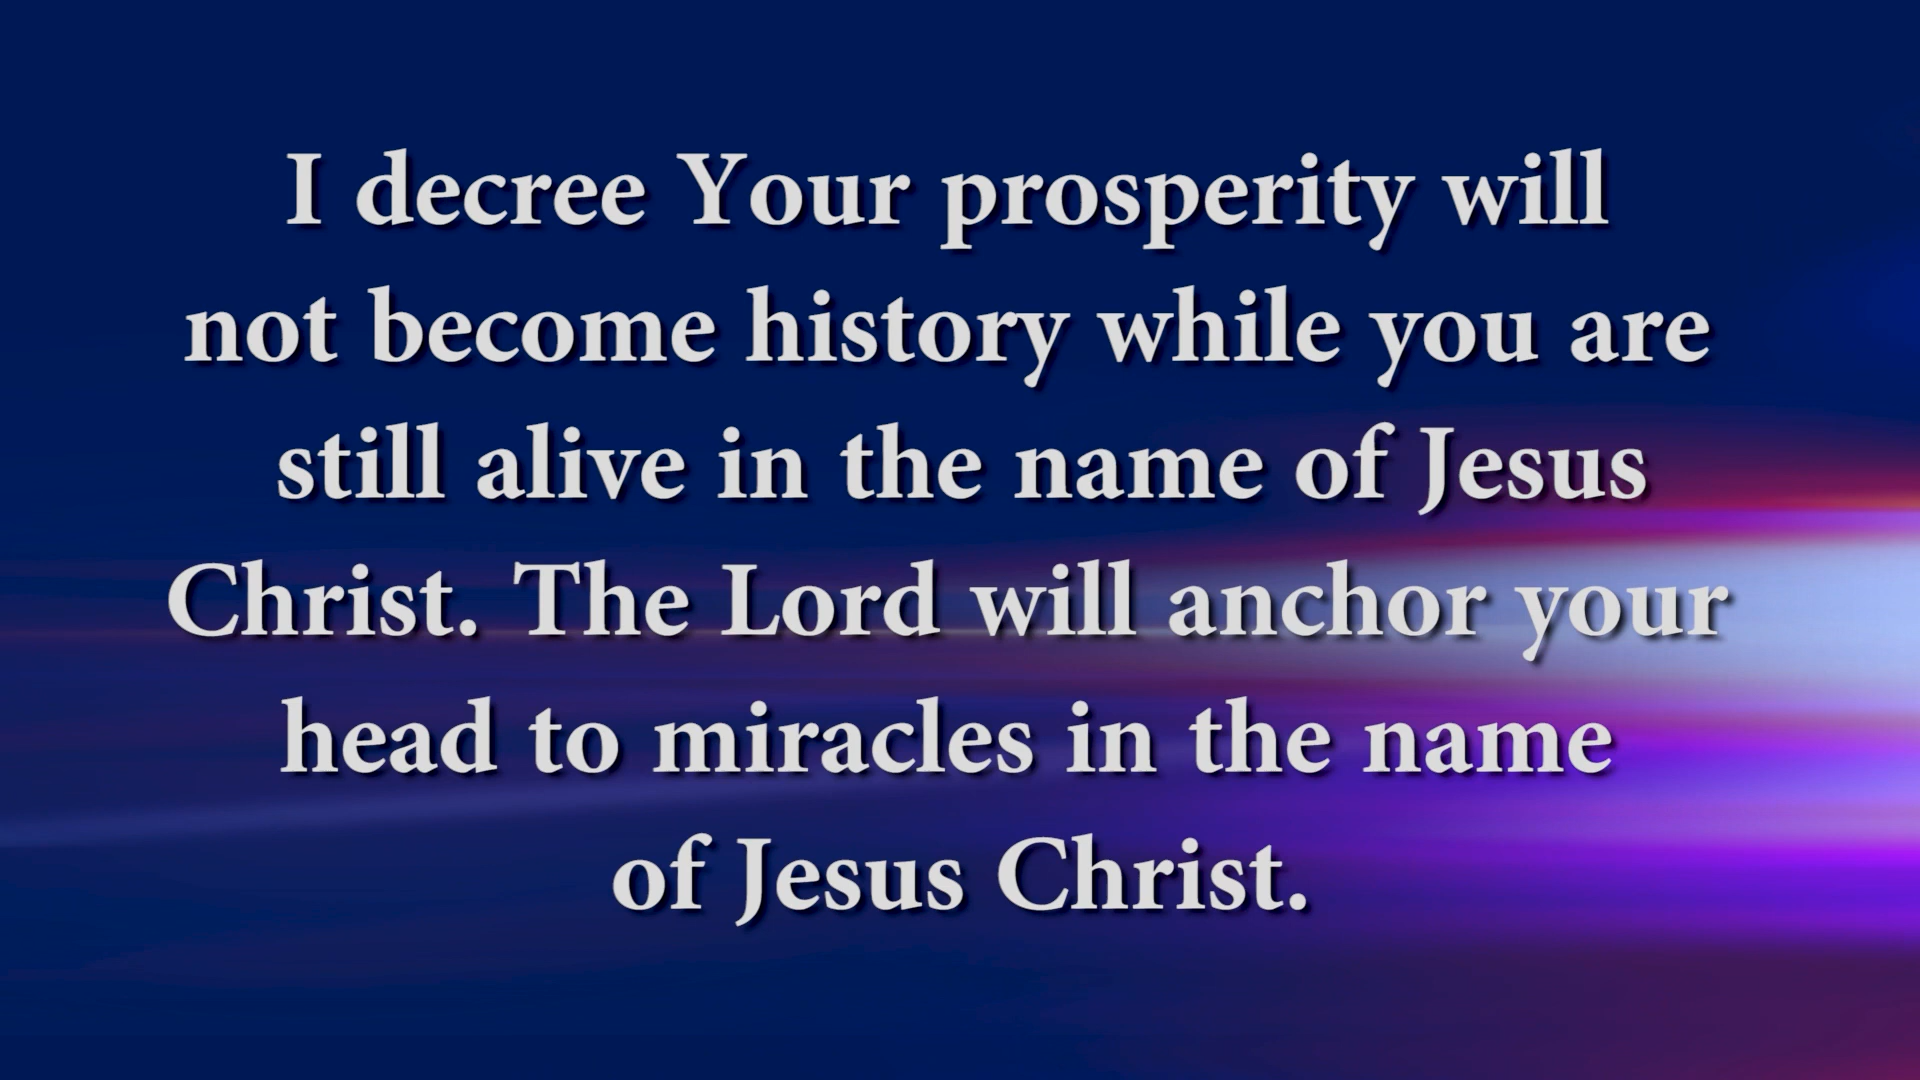 I decree Your prosperity will
not become history while you are
still alive in the name of Jesus
Christ. The Lord will anchor your
head to miracles in the name
of Jesus Christ.